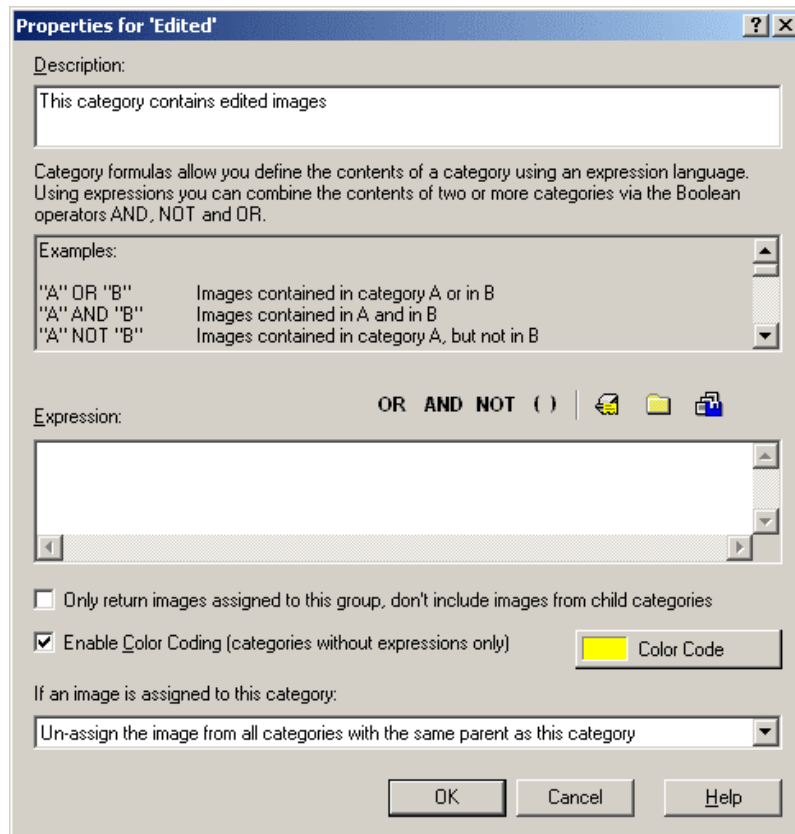 Properties for 'Edited'
Description:
This category contains edited images
Category formulas allow you define the contents of a category using an expression language.
Using expressions you can combine the contents of two or more categories via the Boolean
operators AND, NOT and OR.
Examples:
"A" OR "B" Images contained in category A or in B
"A" AND "B" Images contained in A and in B
"A" NOT "B" Images contained in category A, but not in B
OR AND NOT ( )
Expression:
Only return images assigned to this group, don't include images from child categories
Enable Color Coding (categories without expressions only) Color Code
If an image is assigned to this category:
Un-assign the image from all categories with the same parent as this category
OK Cancel Help